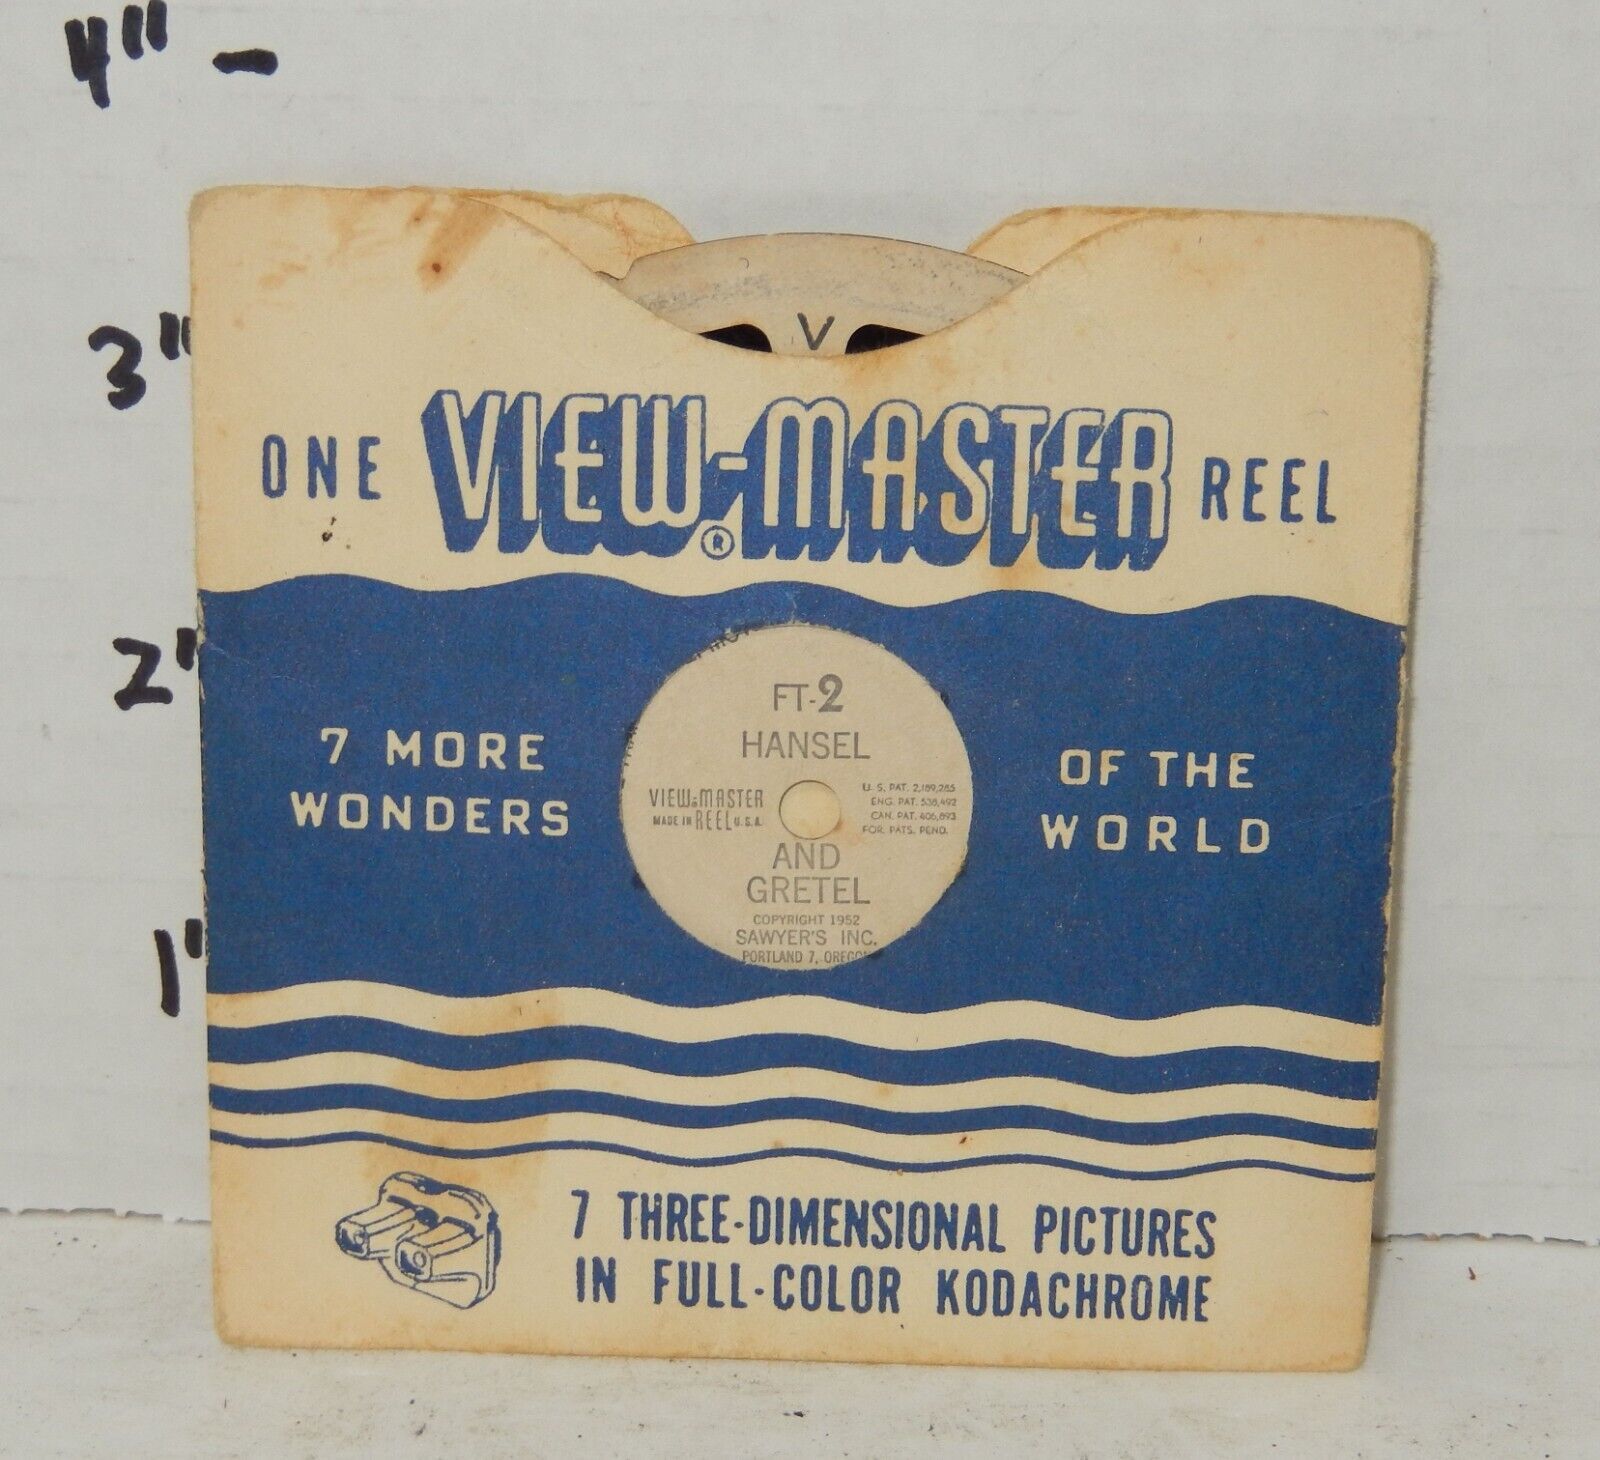 4" -
3"
V
ONE VIEW-MASTER® REEL
2"
7 MORE
WONDERS
FT-2
HANSEL
VIEW-MASTER
MADE IN REEL U.S.A.
U. S. PAT. 2,189,285
ENG. PAT. 538,492
CAN. PAT. 406,893
FOR. PATS. PEND.
AND
GRETEL
COPYRIGHT 1952
SAWYER'S INC.
PORTLAND 7, OREGON
OF THE
WORLD
1"
7 THREE-DIMENSIONAL PICTURES
IN FULL-COLOR KODACHROME